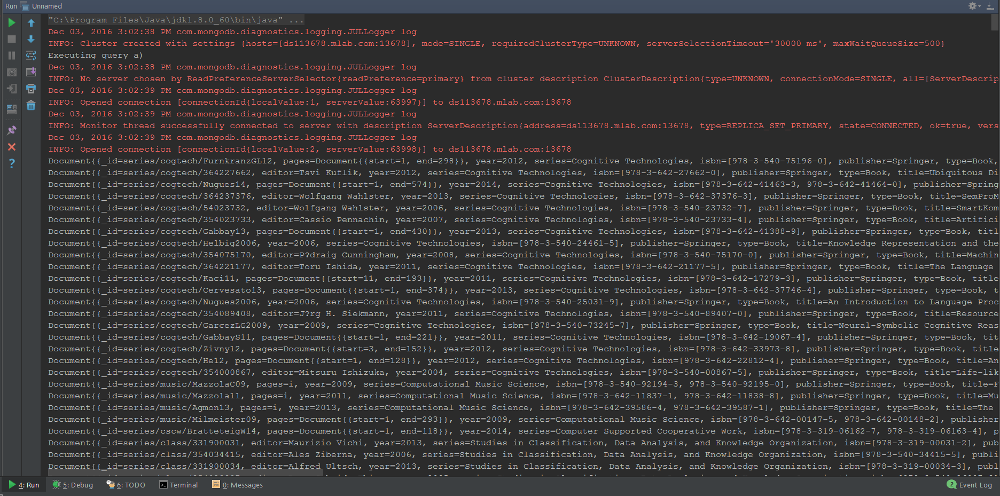 Run Unnamed
"C:\Program Files\Java\jdk1.8.0_60\bin\java" ...
Dec 03, 2016 3:02:38 PM com.mongodb.diagnostics.logging.JULLogger log
INFO: Cluster created with settings {hosts=[ds113678.mlab.com:13678], mode=SINGLE, requiredClusterType=UNKNOWN, serverSelectionTimeout='30000 ms', maxWaitQueueSize=500}
Executing query a)
Dec 03, 2016 3:02:38 PM com.mongodb.diagnostics.logging.JULLogger log
INFO: No server chosen by ReadPreferenceServerSelector{readPreference=primary} from cluster description ClusterDescription{type=UNKNOWN, connectionMode=SINGLE, all=[ServerDescrip
Dec 03, 2016 3:02:39 PM com.mongodb.diagnostics.logging.JULLogger log
INFO: Opened connection [connectionId{localValue:1, serverValue:63997}] to ds113678.mlab.com:13678
Dec 03, 2016 3:02:39 PM com.mongodb.diagnostics.logging.JULLogger log
INFO: Monitor thread successfully connected to server with description ServerDescription{address=ds113678.mlab.com:13678, type=REPLICA_SET_PRIMARY, state=CONNECTED, ok=true, vers
Dec 03, 2016 3:02:39 PM com.mongodb.diagnostics.logging.JULLogger log
INFO: Opened connection [connectionId{localValue:2, serverValue:63998}] to ds113678.mlab.com:13678
Document{{_id=series/cogtech/FurnkranzGL12, pages=Document{{start=1, end=298}}, year=2012, series=Cognitive Technologies, isbn=[978-3-540-75196-0], publisher=Springer, type=Book,
Document{{_id=series/cogtech/364227662, editor=Tsvi Kuflik, year=2012, series=Cognitive Technologies, isbn=[978-3-642-27662-0], publisher=Springer, type=Book, title=Ubiquitous Di
Document{{_id=series/cogtech/Nugues14, pages=Document{{start=1, end=574}}, year=2014, series=Cognitive Technologies, isbn=[978-3-642-41463-3, 978-3-642-41464-0], publisher=Spring
Document{{_id=series/cogtech/364237376, editor=Wolfgang Wahlster, year=2013, series=Cognitive Technologies, isbn=[978-3-642-37376-3], publisher=Springer, type=Book, title=SemProM
Document{{_id=series/cogtech/54023732, editor=Wolfgang Wahlster, year=2006, series=Cognitive Technologies, isbn=[978-3-540-23732-7], publisher=Springer, type=Book, title=SmartKom
Document{{_id=series/cogtech/354023733, editor=Cassio Pennachin, year=2007, series=Cognitive Technologies, isbn=[978-3-540-23733-4], publisher=Springer, type=Book, title=Artifici
Document{{_id=series/cogtech/Gabbay13, pages=Document{{start=1, end=430}}, year=2013, series=Cognitive Technologies, isbn=[978-3-642-41388-9], publisher=Springer, type=Book, titl
Document{{_id=series/cogtech/Helbig2006, year=2006, series=Cognitive Technologies, isbn=[978-3-540-24461-5], publisher=Springer, type=Book, title=Knowledge Representation and the
Document{{_id=series/cogtech/354075170, editor=P?draig Cunningham, year=2008, series=Cognitive Technologies, isbn=[978-3-540-75170-0], publisher=Springer, type=Book, title=Machin
Document{{_id=series/cogtech/364221177, editor=Toru Ishida, year=2011, series=Cognitive Technologies, isbn=[978-3-642-21177-5], publisher=Springer, type=Book, title=The Language
Document{{_id=series/cogtech/Kaci11, pages=Document{{start=11, end=193}}, year=2011, series=Cognitive Technologies, isbn=[978-3-642-17279-3], publisher=Springer, type=Book, title
Document{{_id=series/cogtech/Cervesato13, pages=Document{{start=1, end=374}}, year=2013, series=Cognitive Technologies, isbn=[978-3-642-37746-4], publisher=Springer, type=Book, t
Document{{_id=series/cogtech/Nugues2006, year=2006, series=Cognitive Technologies, isbn=[978-3-540-25031-9], publisher=Springer, type=Book, title=An Introduction to Language Proc
Document{{_id=series/cogtech/354089408, editor=J?rg H. Siekmann, year=2011, series=Cognitive Technologies, isbn=[978-3-540-89407-0], publisher=Springer, type=Book, title=Resource
Document{{_id=series/cogtech/GarcezLG2009, year=2009, series=Cognitive Technologies, isbn=[978-3-540-73245-7], publisher=Springer, type=Book, title=Neural-Symbolic Cognitive Reas
Document{{_id=series/cogtech/GabbayS11, pages=Document{{start=1, end=221}}, year=2011, series=Cognitive Technologies, isbn=[978-3-642-19067-4], publisher=Springer, type=Book, tit
Document{{_id=series/cogtech/Zivny12, pages=Document{{start=3, end=152}}, year=2012, series=Cognitive Technologies, isbn=[978-3-642-33973-8], publisher=Springer, type=Book, title
Document{{_id=series/cogtech/He12, pages=Document{{start=1, end=128}}, year=2012, series=Cognitive Technologies, isbn=[978-3-642-22812-4], publisher=Springer, type=Book, title=An
Document{{_id=series/cogtech/354000867, editor=Mitsuru Ishizuka, year=2004, series=Cognitive Technologies, isbn=[978-3-540-00867-5], publisher=Springer, type=Book, title=Life-lik
Document{{_id=series/music/MazzolaC09, pages=i, year=2009, series=Computational Music Science, isbn=[978-3-540-92194-3, 978-3-540-92195-0], publisher=Springer, type=Book, title=F
Document{{_id=series/music/Mazzola11, pages=i, year=2011, series=Computational Music Science, isbn=[978-3-642-11837-1, 978-3-642-11838-8], publisher=Springer, type=Book, title=Mu
Document{{_id=series/music/Agmon13, pages=i, year=2013, series=Computational Music Science, isbn=[978-3-642-39586-4, 978-3-642-39587-1], publisher=Springer, type=Book, title=The
Document{{_id=series/music/Milmeister09, pages=Document{{start=1, end=293}}, year=2009, series=Computational Music Science, isbn=[978-3-642-00147-5, 978-3-642-00148-2], publisher
Document{{_id=series/cscw/BratteteigW14, pages=Document{{start=1, end=118}}, year=2014, series=Computer Supported Cooperative Work, isbn=[978-3-319-06162-7, 978-3-319-06163-4], p
Document{{_id=series/class/331900031, editor=Maurizio Vichi, year=2013, series=Studies in Classification, Data Analysis, and Knowledge Organization, isbn=[978-3-319-00031-2], pub
Document{{_id=series/class/354034415, editor=Ales Ziberna, year=2006, series=Studies in Classification, Data Analysis, and Knowledge Organization, isbn=[978-3-540-34415-5], publi
Document{{_id=series/class/331900034, editor=Alfred Ultsch, year=2013, series=Studies in Classification, Data Analysis, and Knowledge Organization, isbn=[978-3-319-00034-3], publ
4: Run 5: Debug 6: TODO Terminal 0: Messages 2 Event Log